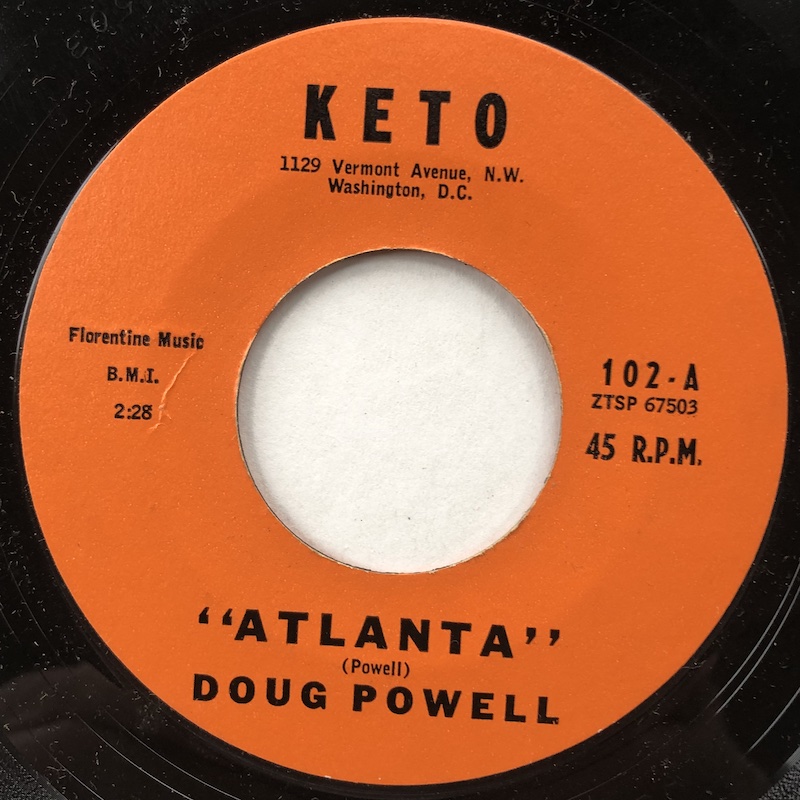 KETO
1129 Vermont Avenue, N.W.
Washington, D.C.
Florentine Music
B.M.I.
2:28
102-A
ZTSP 67503
45 R.P.M.
“ATLANTA”
(Powell)
DOUG POWELL